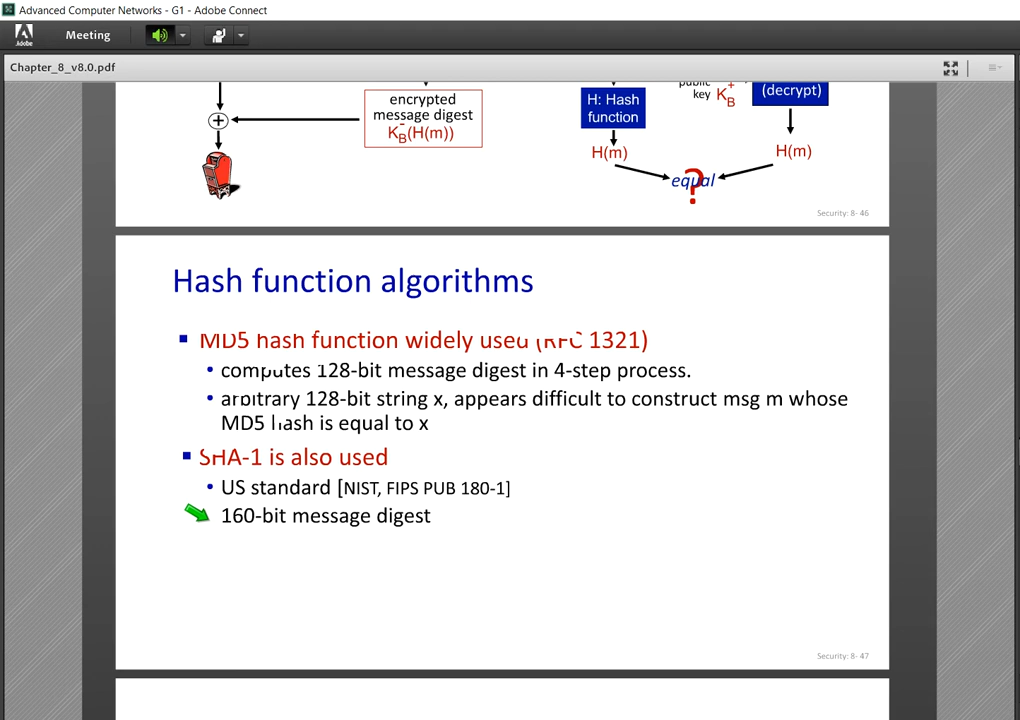 Advanced Computer Networks - G1 - Adobe Connect
Adobe
Meeting
Chapter_8_v8.0.pdf
encrypted
message digest
K_B^-(H(m))
H: Hash
function
public
key K_B^+
(decrypt)
H(m)
H(m)
equal
?
Security: 8- 46
Hash function algorithms
MD5 hash function widely used (RFC 1321)
• computes 128-bit message digest in 4-step process.
• arbitrary 128-bit string x, appears difficult to construct msg m whose
MD5 hash is equal to x
SHA-1 is also used
• US standard [NIST, FIPS PUB 180-1]
160-bit message digest
Security: 8- 47